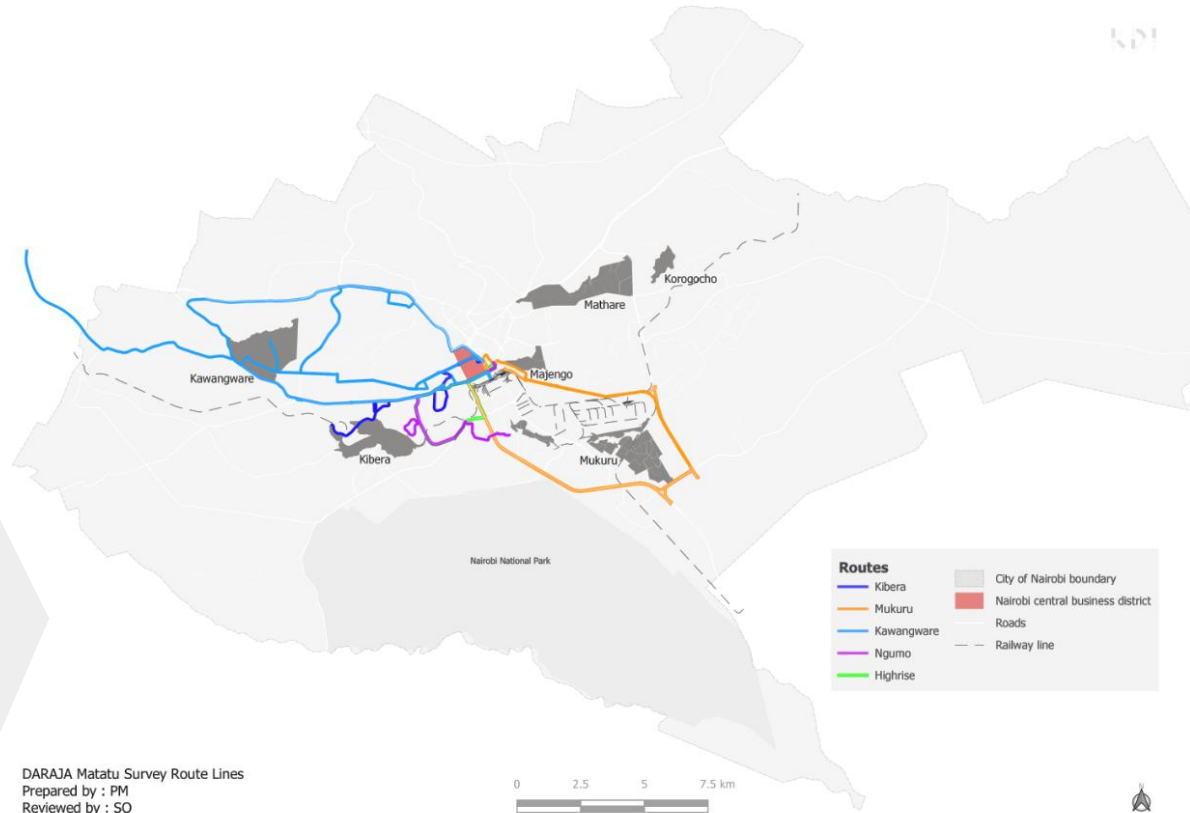 KDI
Korogocho
Mathare
Majengo
Kawangware
Kibera
Mukuru
Nairobi National Park
Routes
Kibera
Mukuru
Kawangware
Ngumo
Highrise
City of Nairobi boundary
Nairobi central business district
Roads
Railway line
DARAJA Matatu Survey Route Lines
Prepared by : PM
Reviewed by : SO
0 2.5 5 7.5 km
N